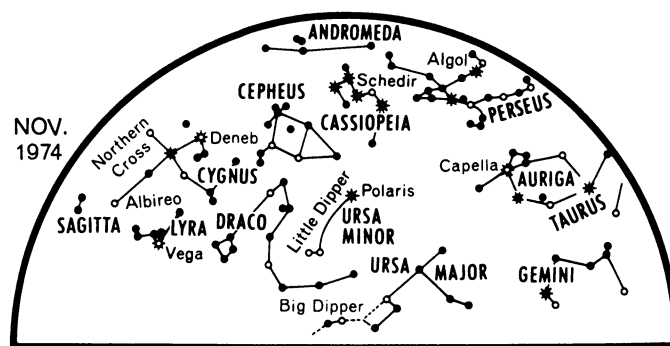 ANDROMEDA
Algol
Schedir
CEPHEUS
CASSIOPEIA
PERSEUS
NOV.
1974
Northern
Cross
Deneb
CYGNUS
Capella
AURIGA
TAURUS
Albireo
SAGITTA
LYRA
Vega
DRACO
Little Dipper
Polaris
URSA
MINOR
URSA MAJOR
GEMINI
Big Dipper